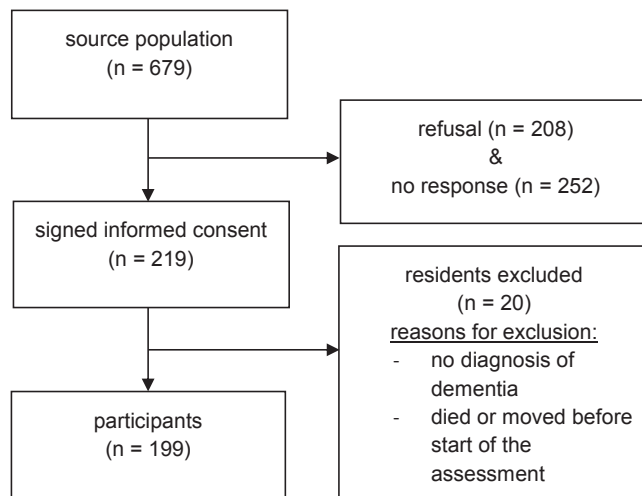 source population
(n = 679)
refusal (n = 208)
&
no response (n = 252)
signed informed consent
(n = 219)
residents excluded
(n = 20)
reasons for exclusion:
- no diagnosis of
dementia
- died or moved before
start of the
assessment
participants
(n = 199)